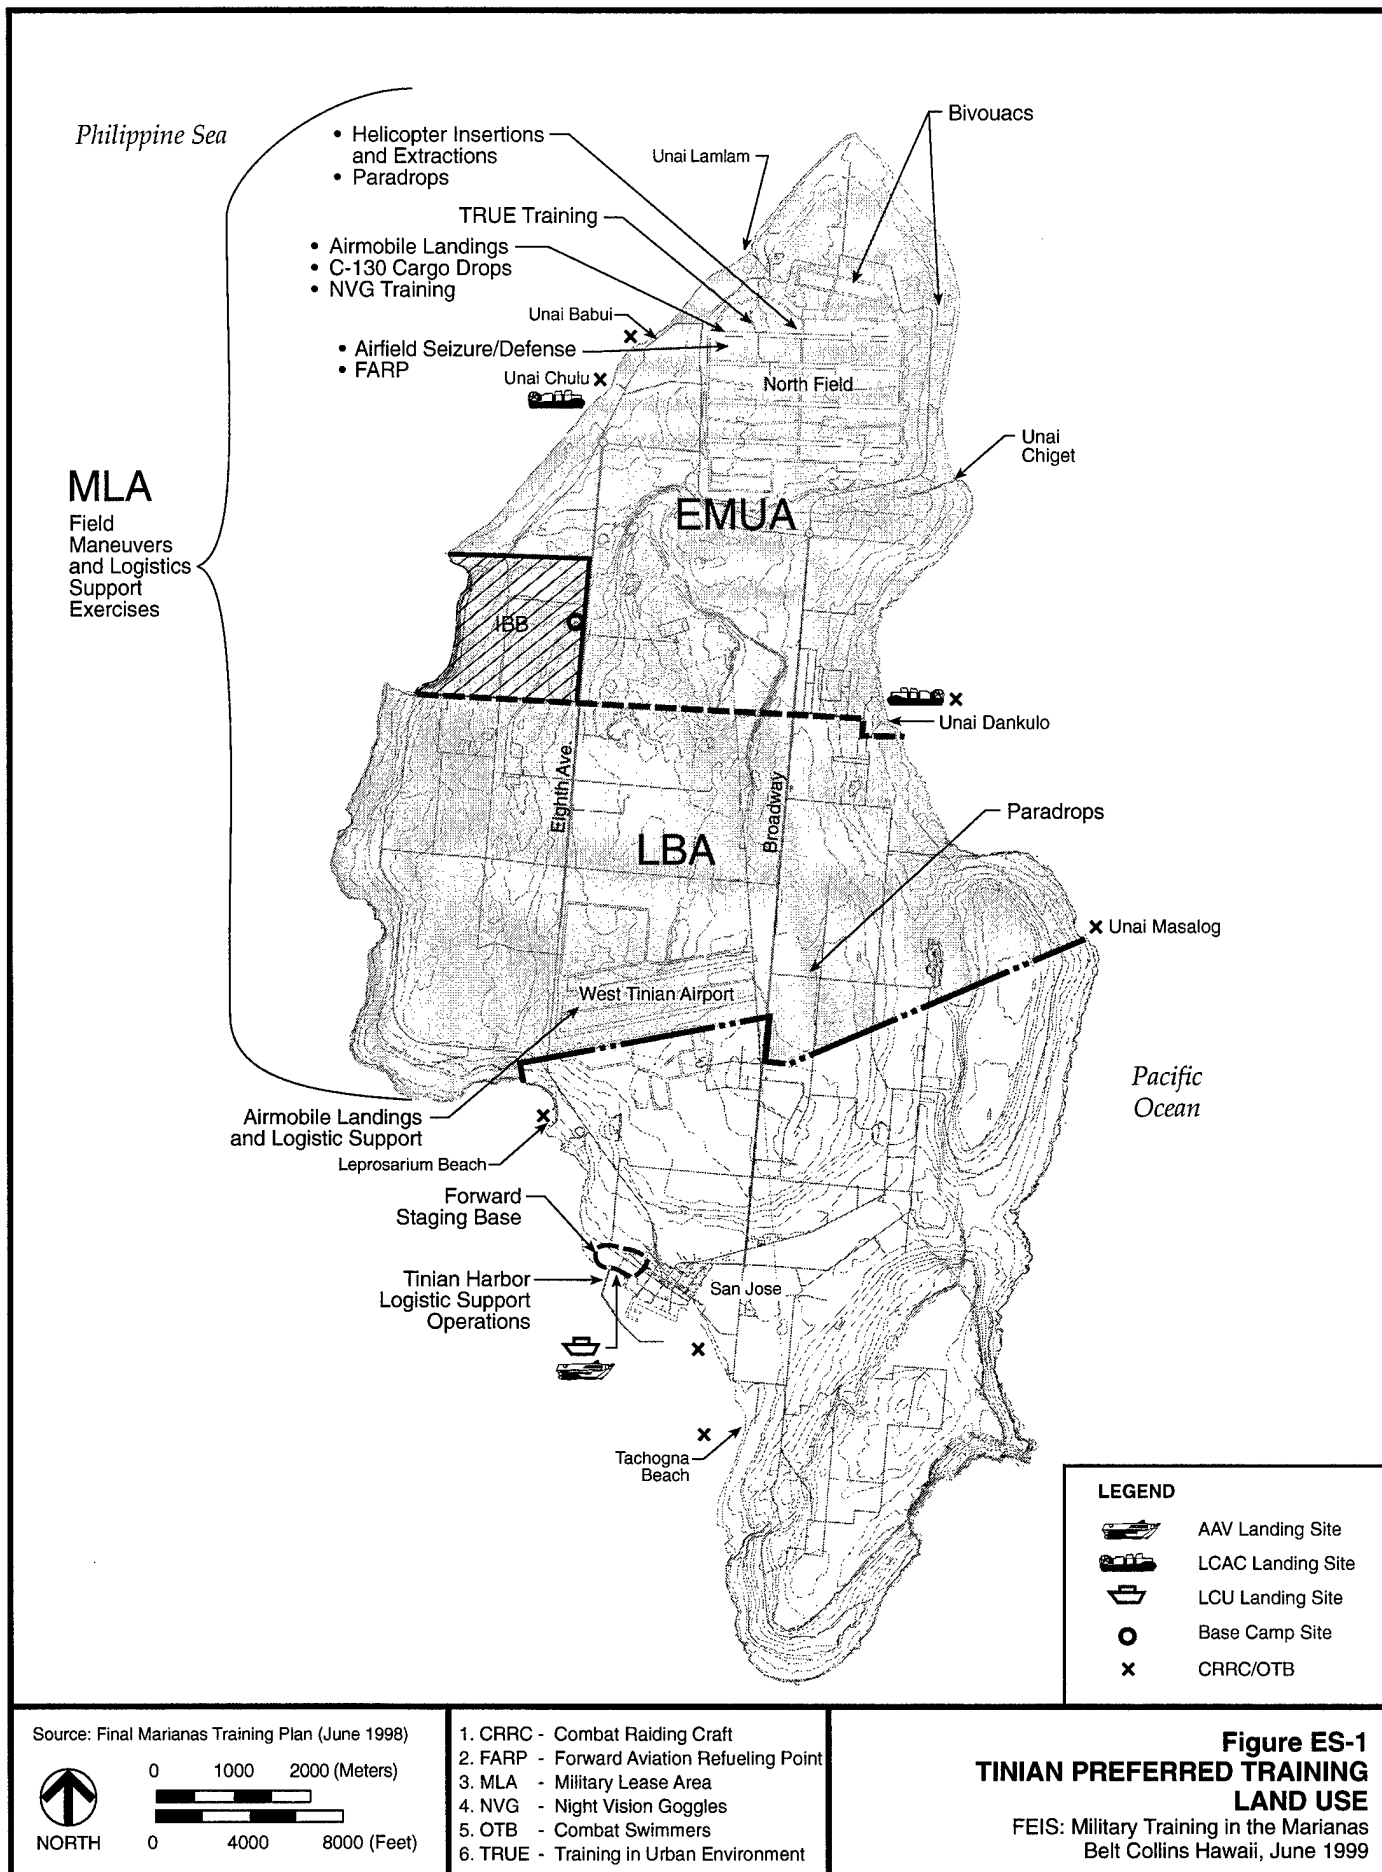 Philippine Sea
• Helicopter Insertions
and Extractions
• Paradrops
Bivouacs
Unai Lamlam
TRUE Training
• Airmobile Landings
• C-130 Cargo Drops
• NVG Training
Unai Babui
• Airfield Seizure/Defense
• FARP
Unai Chulu
North Field
Unai
Chiget
MLA
Field
Maneuvers
and Logistics
Support
Exercises
EMUA
IBB
Unai Dankulo
Eighth Ave.
Broadway
LBA
Paradrops
Unai Masalog
West Tinian Airport
Pacific
Ocean
Airmobile Landings
and Logistic Support
Leprosarium Beach
Forward
Staging Base
Tinian Harbor
Logistic Support
Operations
San Jose
Tachogna
Beach
LEGEND
AAV Landing Site
LCAC Landing Site
LCU Landing Site
Base Camp Site
CRRC/OTB
Source: Final Marianas Training Plan (June 1998)
NORTH
0 1000 2000 (Meters)
0 4000 8000 (Feet)
1. CRRC - Combat Raiding Craft
2. FARP - Forward Aviation Refueling Point
3. MLA - Military Lease Area
4. NVG - Night Vision Goggles
5. OTB - Combat Swimmers
6. TRUE - Training in Urban Environment
Figure ES-1
TINIAN PREFERRED TRAINING
LAND USE
FEIS: Military Training in the Marianas
Belt Collins Hawaii, June 1999